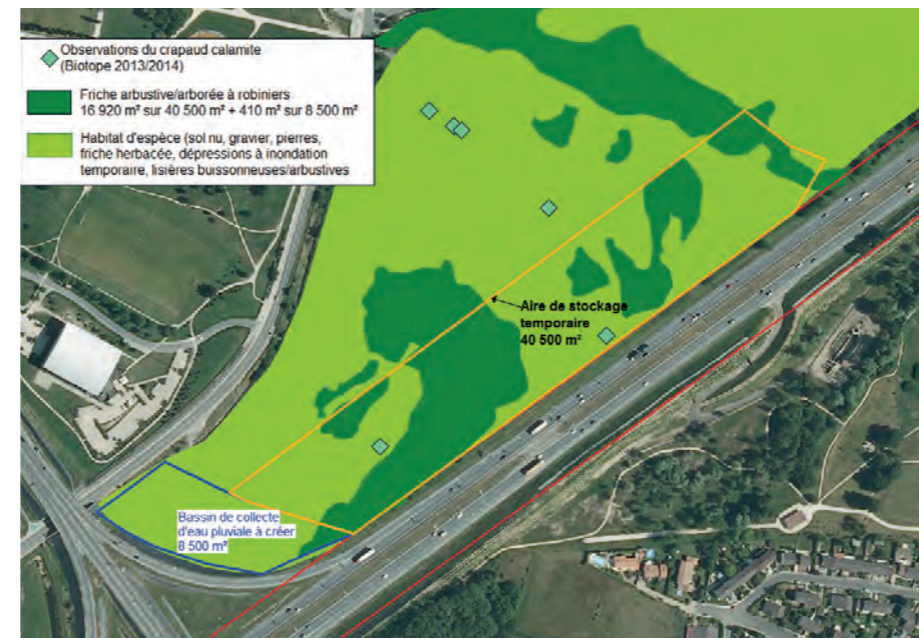 Observations du crapaud calamite
(Biotope 2013/2014)
Friche arbustive/arborée à robiniers
16 920 m² sur 40 500 m² + 410 m² sur 8 500 m²
Habitat d'espèce (sol nu, gravier, pierres,
friche herbacée, dépressions à inondation
temporaire, lisières buissonneuses/arbustives
Aire de stockage
temporaire
40 500 m²
Bassin de collecte
d'eau pluviale à créer
8 500 m²